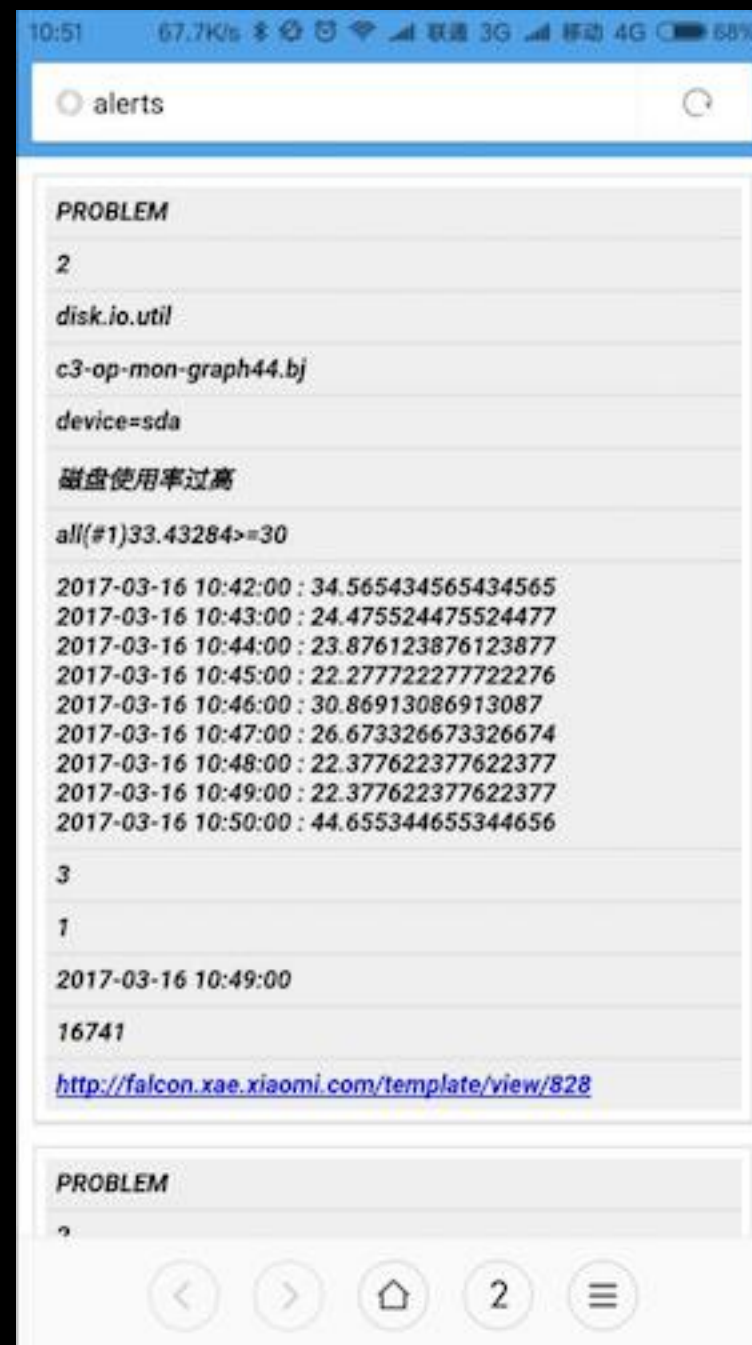 10:51 67.7K/s 联通 3G 移动 4G 68%
alerts
PROBLEM
2
disk.io.util
c3-op-mon-graph44.bj
device=sda
磁盘使用率过高
all(#1)33.43284>=30
2017-03-16 10:42:00 : 34.565434565434565
2017-03-16 10:43:00 : 24.475524475524477
2017-03-16 10:44:00 : 23.876123876123877
2017-03-16 10:45:00 : 22.277722277722276
2017-03-16 10:46:00 : 30.86913086913087
2017-03-16 10:47:00 : 26.673326673326674
2017-03-16 10:48:00 : 22.377622377622377
2017-03-16 10:49:00 : 22.377622377622377
2017-03-16 10:50:00 : 44.655344655344656
3
1
2017-03-16 10:49:00
16741
http://falcon.xae.xiaomi.com/template/view/828
PROBLEM
2